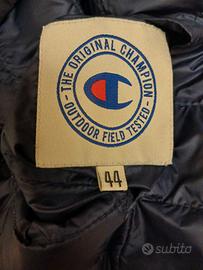 THE ORIGINAL CHAMPION
OUTDOOR FIELD TESTED
44
subito